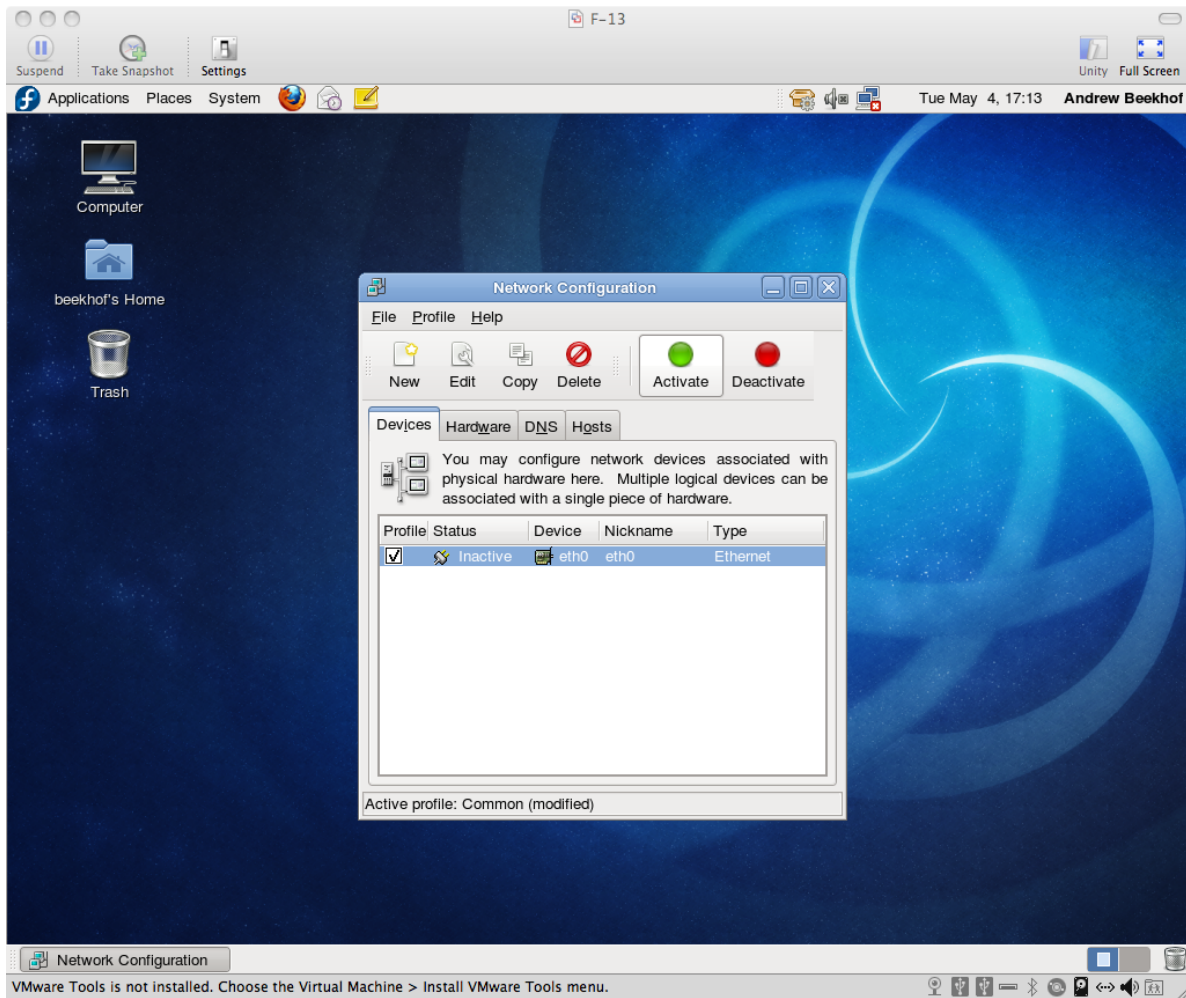 F-13
Suspend Take Snapshot Settings Unity Full Screen
Applications Places System Tue May 4, 17:13 Andrew Beekhof
Computer
beekhof's Home
Trash
Network Configuration
File Profile Help
New Edit Copy Delete Activate Deactivate
Devices Hardware DNS Hosts
You may configure network devices associated with
physical hardware here. Multiple logical devices can be
associated with a single piece of hardware.
Profile Status Device Nickname Type
Inactive eth0 eth0 Ethernet
Active profile: Common (modified)
Network Configuration
VMware Tools is not installed. Choose the Virtual Machine > Install VMware Tools menu.